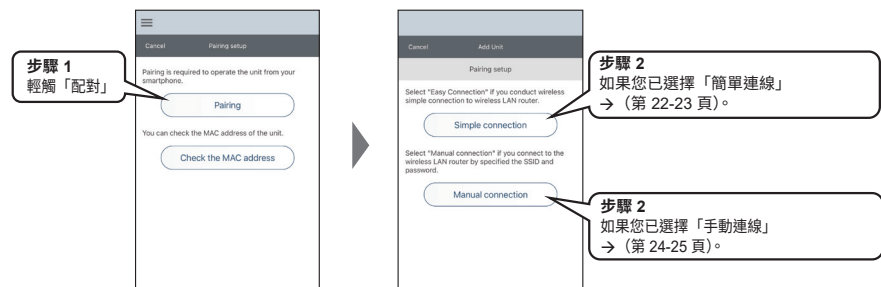 步驟 1
輕觸「配對」
Cancel Pairing setup
Pairing is required to operate the unit from your
smartphone.
Pairing
You can check the MAC address of the unit.
Check the MAC address
Cancel Add Unit
Pairing setup
Select "Easy Connection" if you conduct wireless
simple connection to wireless LAN router.
Simple connection
Select "Manual connection" if you connect to the
wireless LAN router by specified the SSID and
password.
Manual connection
步驟 2
如果您已選擇「簡單連線」
→（第 22-23 頁）。
步驟 2
如果您已選擇「手動連線」
→（第 24-25 頁）。